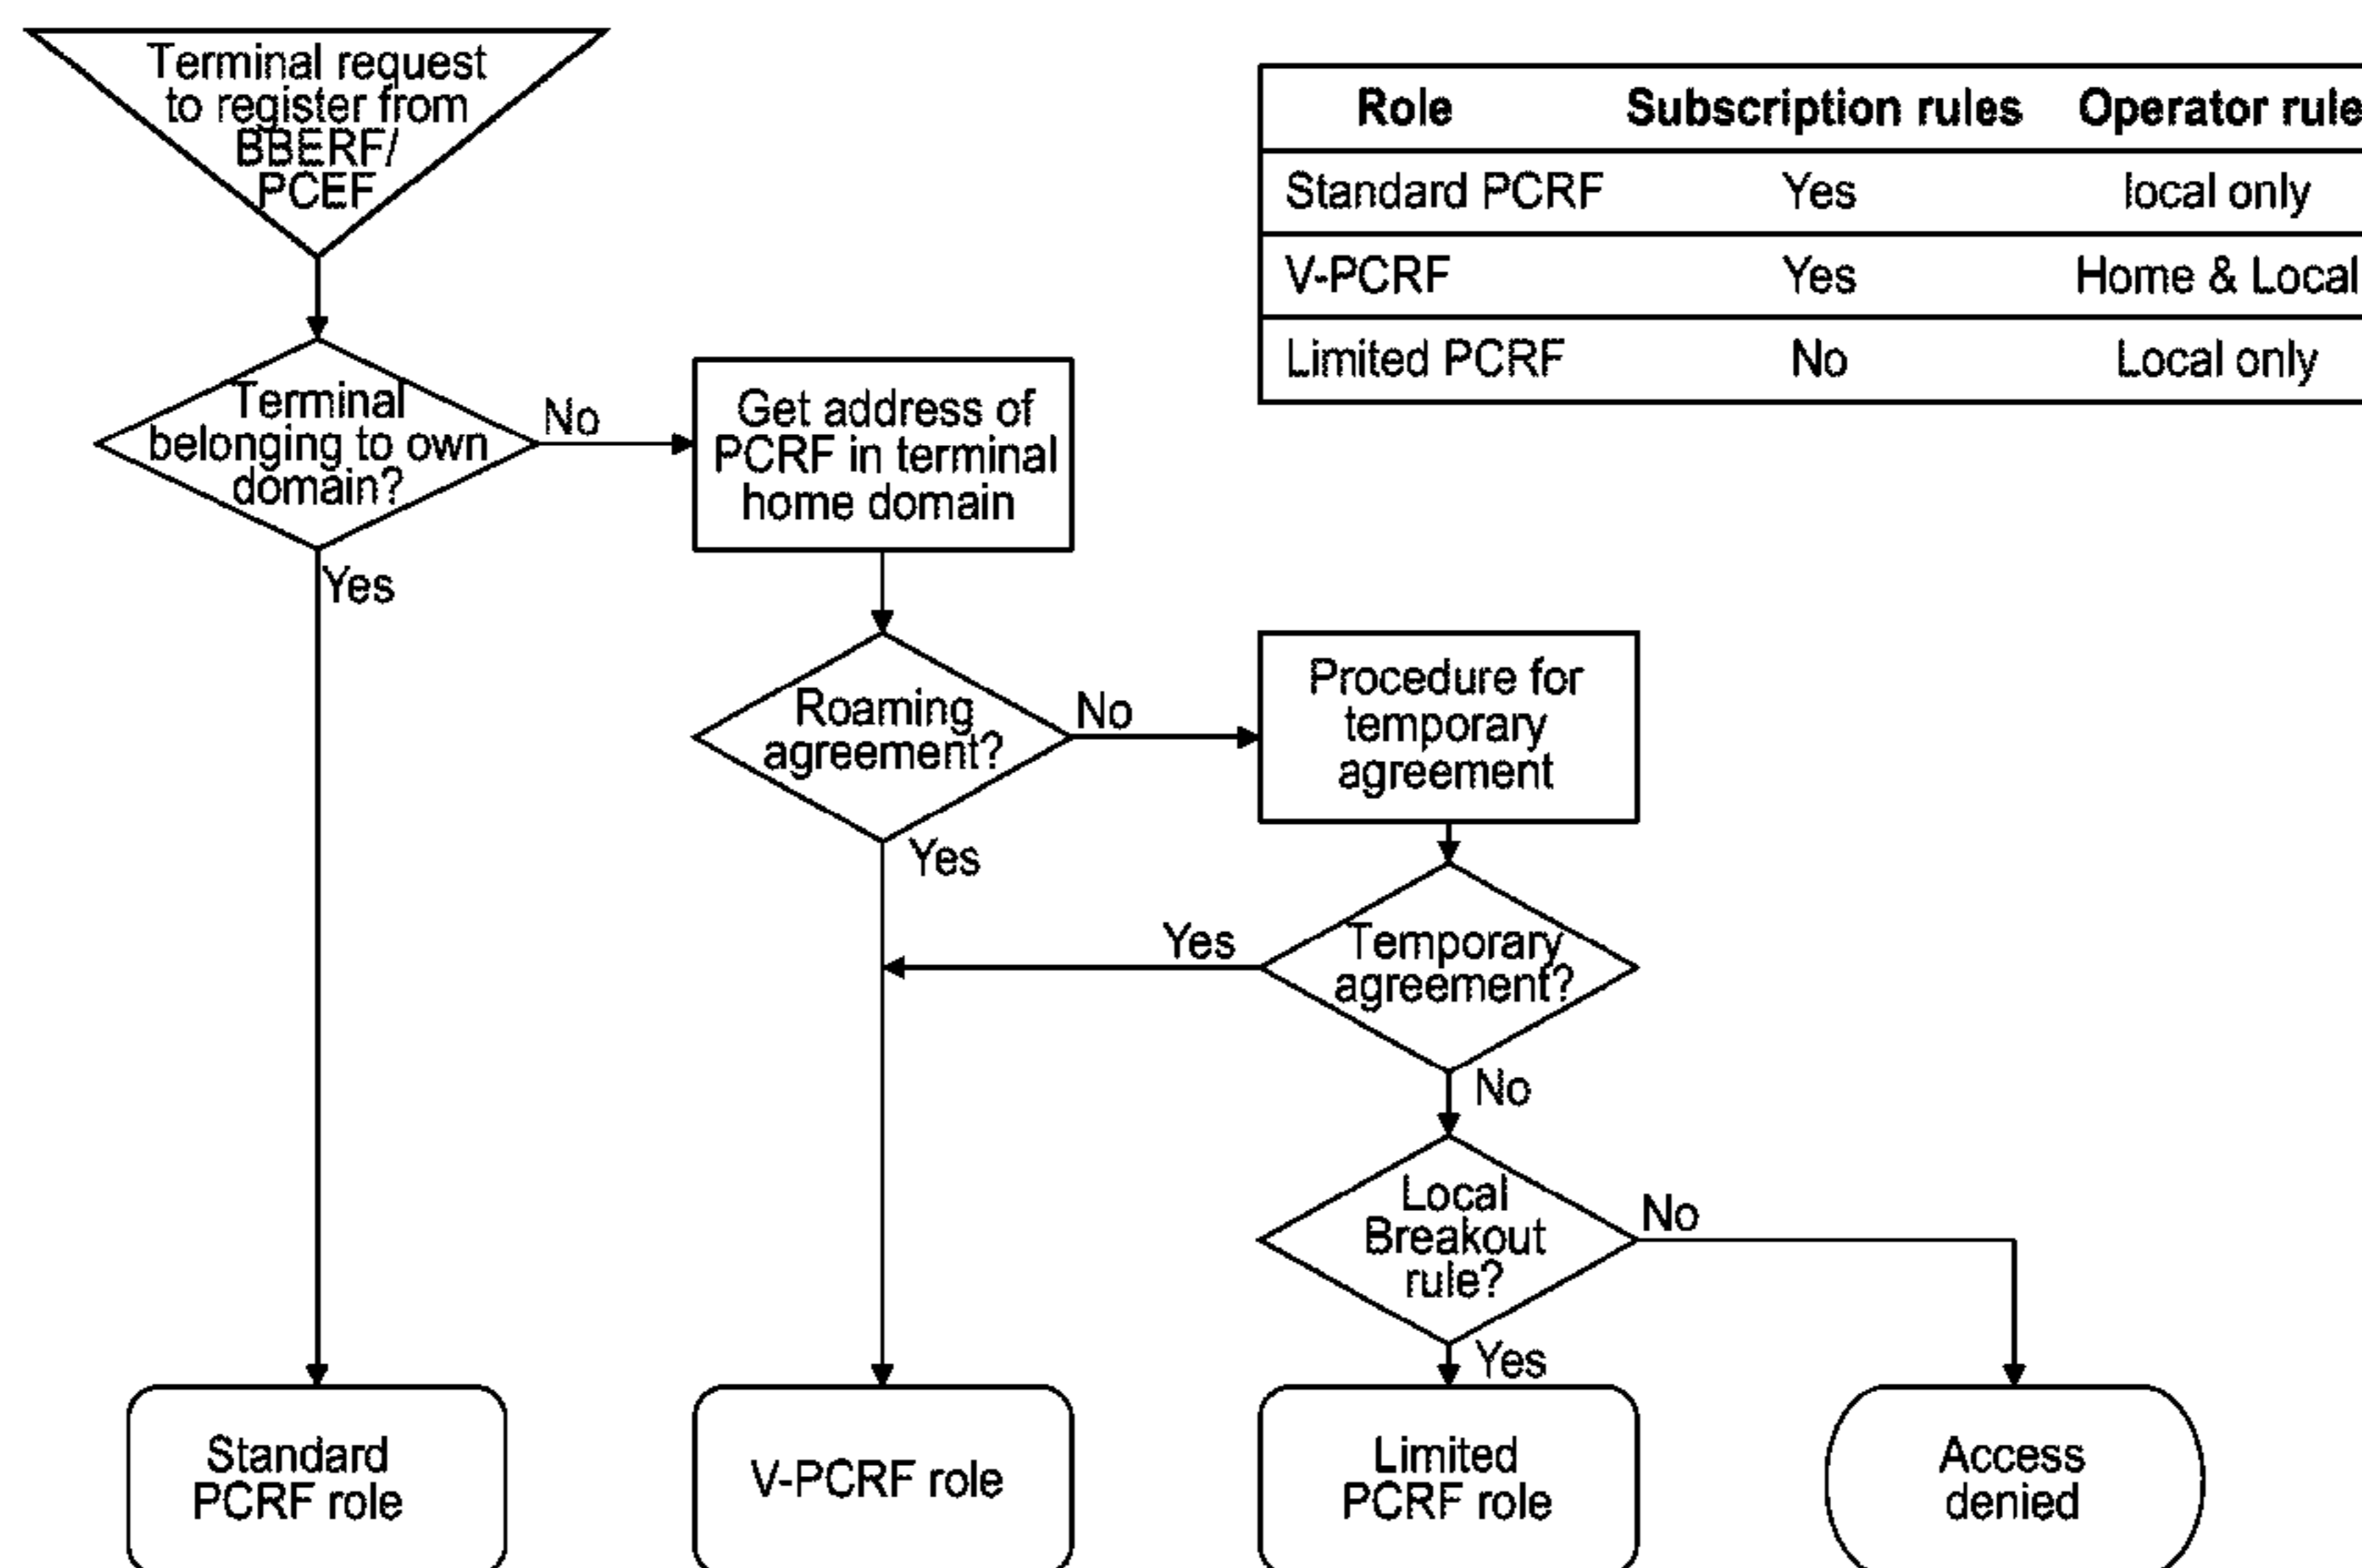 Terminal request
to register from
BBERF/
PCEF
Role Subscription rules Operator rule
Standard PCRF Yes local only
V-PCRF Yes Home & Local
Limited PCRF No Local only
Terminal
belonging to own
domain?
No
Yes
Get address of
PCRF in terminal
home domain
Roaming
agreement?
No
Yes
Procedure for
temporary
agreement
Temporary
agreement?
Yes
No
Local
Breakout
rule?
No
Yes
Standard
PCRF role
V-PCRF role
Limited
PCRF role
Access
denied